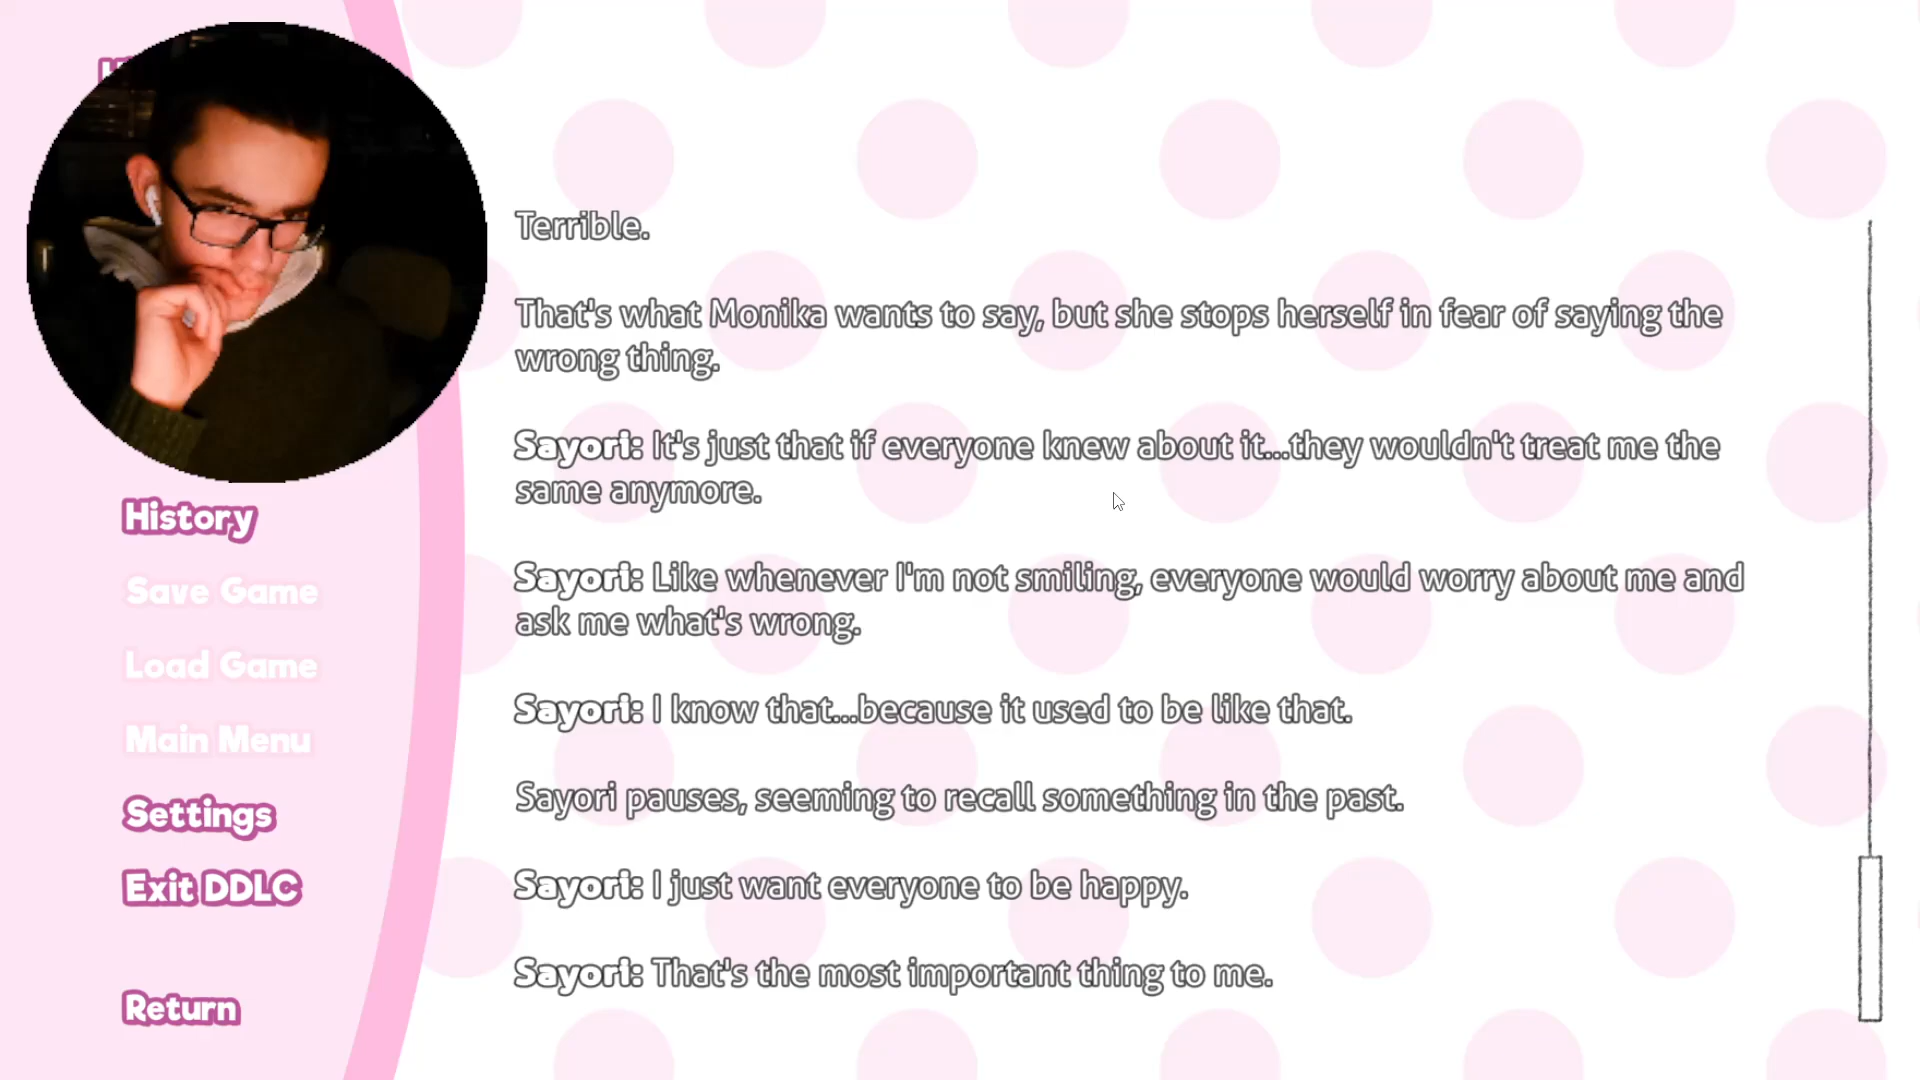 Terrible.
That's what Monika wants to say, but she stops herself in fear of saying the
wrong thing.
Sayori: It's just that if everyone knew about it...they wouldn't treat me the
same anymore.
Sayori: Like whenever I'm not smiling, everyone would worry about me and
ask me what's wrong.
Sayori: I know that...because it used to be like that.
Sayori pauses, seeming to recall something in the past.
Sayori: I just want everyone to be happy.
Sayori: That's the most important thing to me.
History
Save Game
Load Game
Main Menu
Settings
Exit DDLC
Return